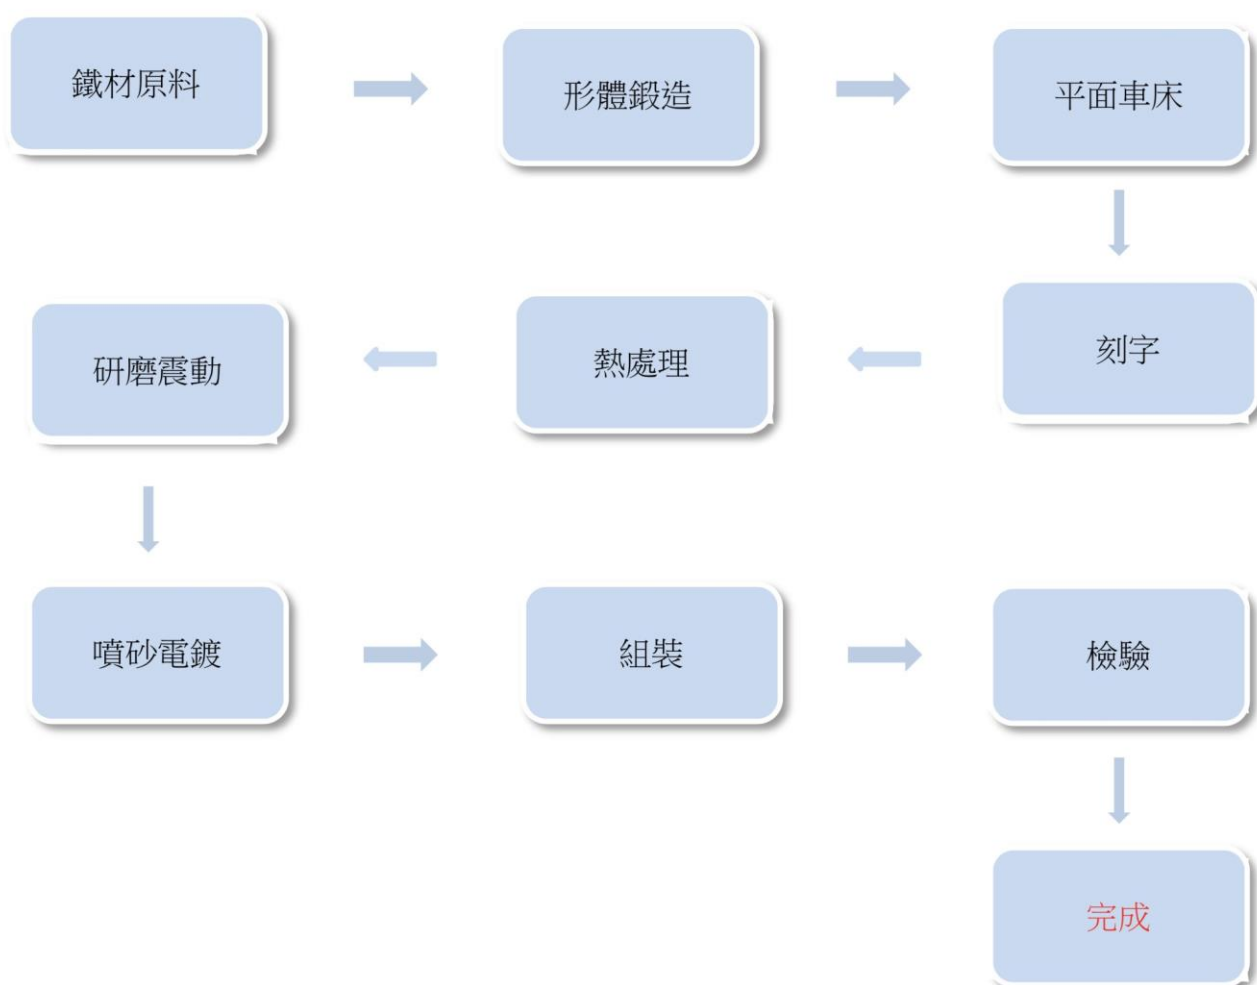 鐵材原料
形體鍛造
平面車床
刻字
熱處理
研磨震動
噴砂電鍍
組裝
檢驗
完成